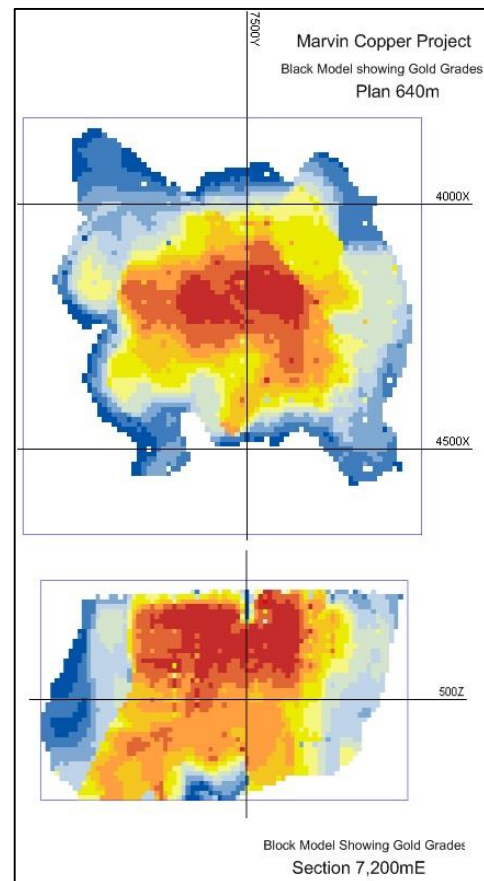 7500Y
Marvin Copper Project
Black Model showing Gold Grades
Plan 640m
4000X
4500X
500Z
Block Model Showing Gold Grades
Section 7,200mE